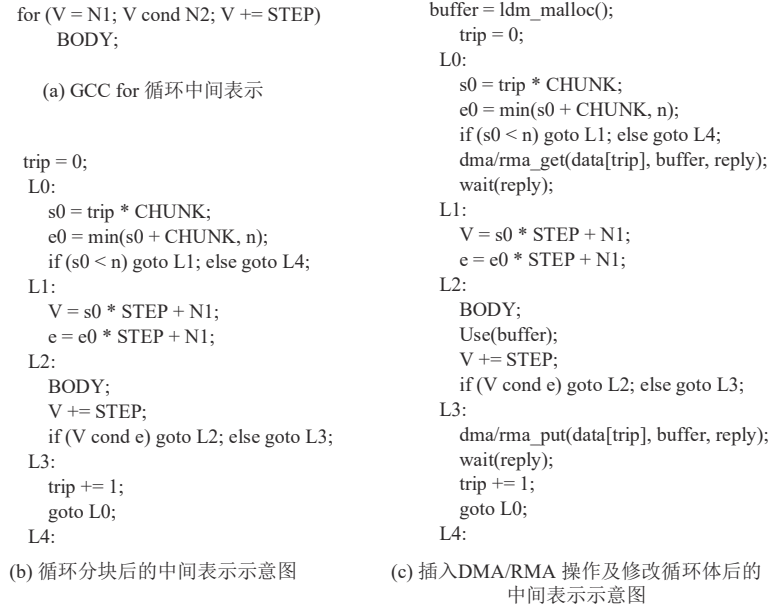 for (V = N1; V cond N2; V += STEP)
BODY;
(a) GCC for 循环中间表示
trip = 0;
L0:
s0 = trip * CHUNK;
e0 = min(s0 + CHUNK, n);
if (s0 < n) goto L1; else goto L4;
L1:
V = s0 * STEP + N1;
e = e0 * STEP + N1;
L2:
BODY;
V += STEP;
if (V cond e) goto L2; else goto L3;
L3:
trip += 1;
goto L0;
L4:
(b) 循环分块后的中间表示示意图
buffer = ldm_malloc();
trip = 0;
L0:
s0 = trip * CHUNK;
e0 = min(s0 + CHUNK, n);
if (s0 < n) goto L1; else goto L4;
dma/rma_get(data[trip], buffer, reply);
wait(reply);
L1:
V = s0 * STEP + N1;
e = e0 * STEP + N1;
L2:
BODY;
Use(buffer);
V += STEP;
if (V cond e) goto L2; else goto L3;
L3:
dma/rma_put(data[trip], buffer, reply);
wait(reply);
trip += 1;
goto L0;
L4:
(c) 插入DMA/RMA 操作及修改循环体后的
中间表示示意图